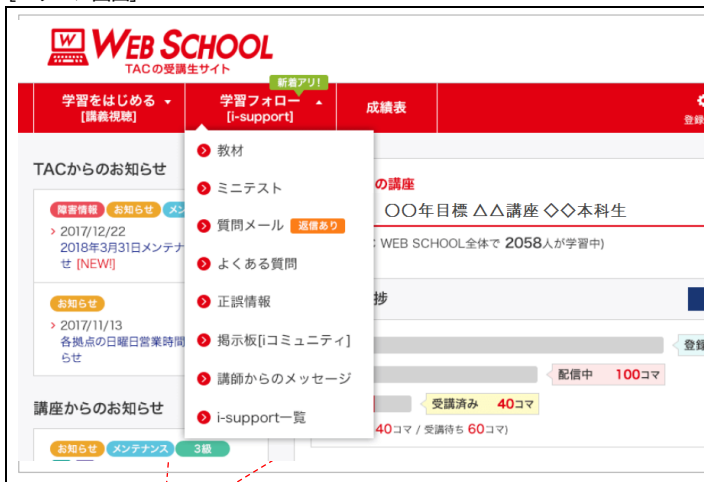 WEB SCHOOL
TACの受講生サイト
新着アリ!
学習をはじめる
[講義視聴]
学習フォロー
[i-support]
成績表
教材
ミニテスト
質問メール 返信あり
よくある質問
正誤情報
掲示板[iコミュニティ]
講師からのメッセージ
i-support一覧
TACからのお知らせ
障害情報 お知らせ
2017/12/22
2018年3月31日メンテナ
せ [NEW!]
お知らせ
2017/11/13
各拠点の日曜日営業時間
らせ
講座からのお知らせ
お知らせ メンテナンス 3級
の講座
〇〇年目標 △△講座 ◇◇本科生
WEB SCHOOL全体で 2058人が学習中)
捗
登録
配信中 100コマ
受講済み 40コマ
40コマ / 受講待ち 60コマ)